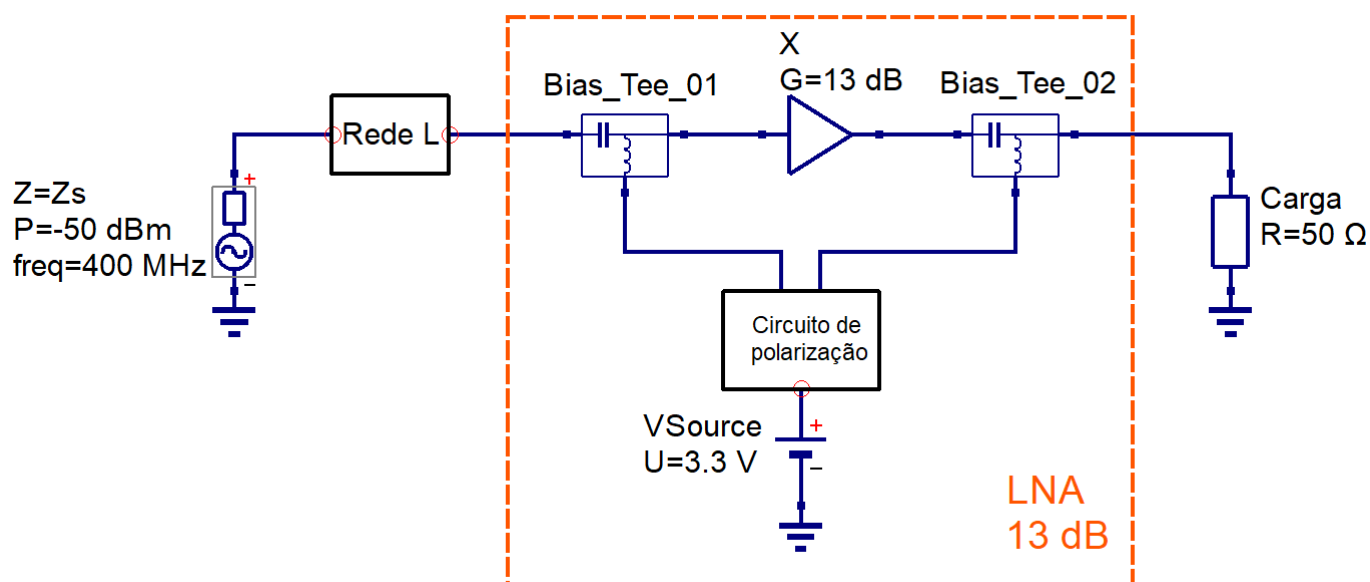 X
G=13 dB
Bias_Tee_01
Bias_Tee_02
Rede L
Z=Zs
P=-50 dBm
freq=400 MHz
+
−
Carga
R=50 Ω
Circuito de
polarização
VSource
U=3.3 V
+
−
LNA
13 dB